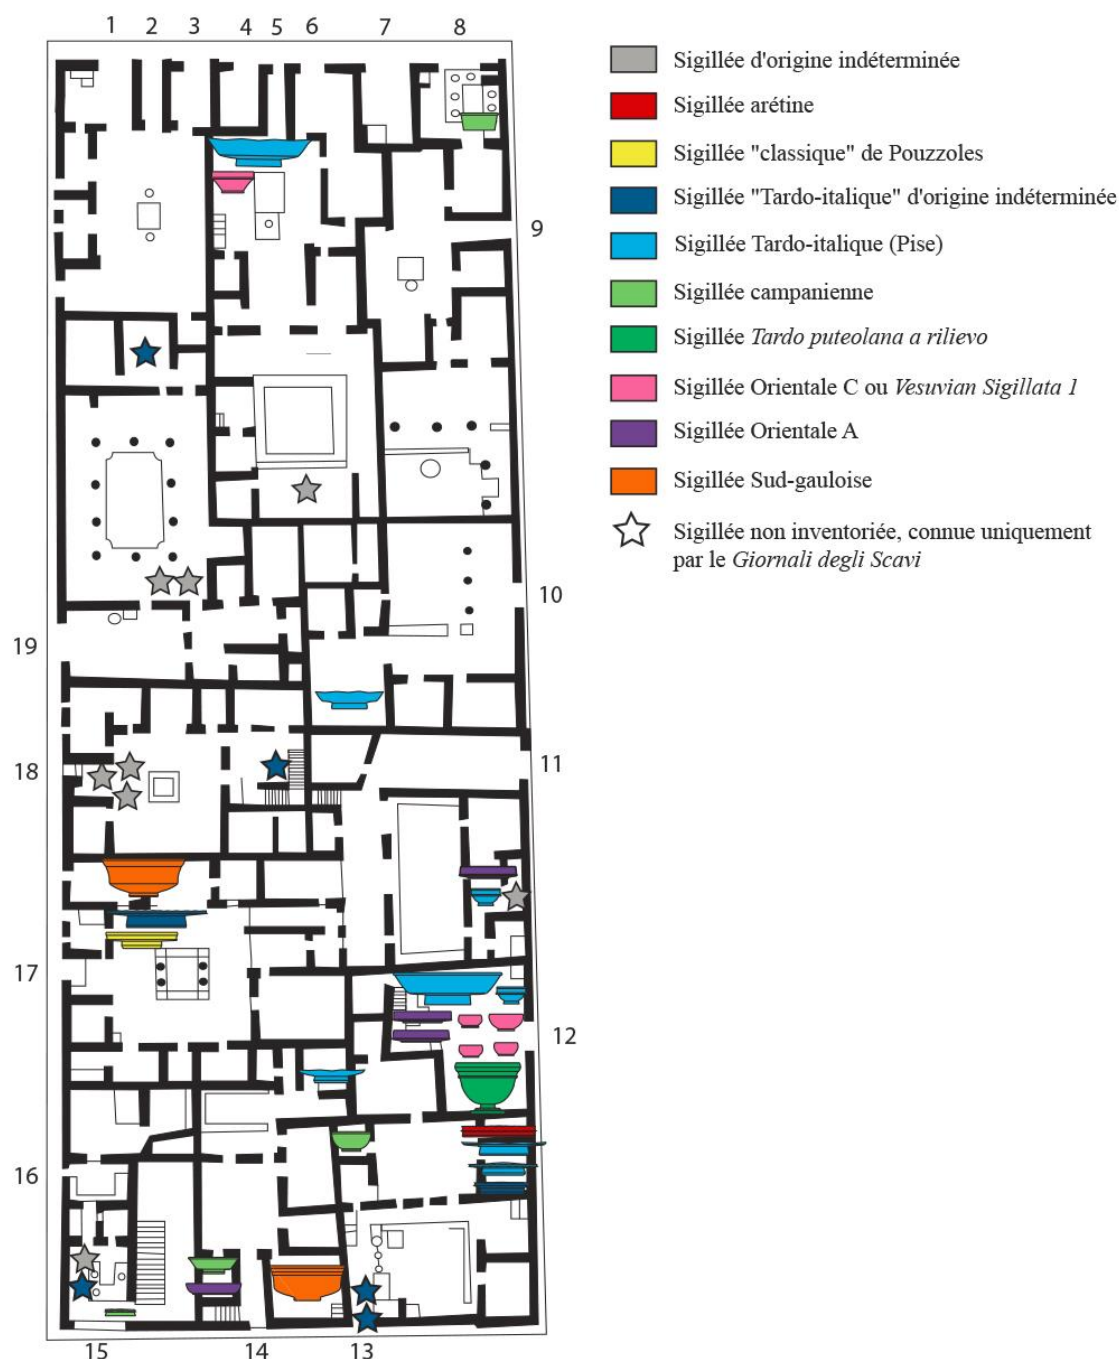 1 2 3 4 5 6 7 8
9
10
11
12
13
14
15
16
17
18
19
Sigillée d'origine indéterminée
Sigillée arétine
Sigillée "classique" de Pouzzoles
Sigillée "Tardo-italique" d'origine indéterminée
Sigillée Tardo-italique (Pise)
Sigillée campanienne
Sigillée Tardo puteolana a rilievo
Sigillée Orientale C ou Vesuvian Sigillata 1
Sigillée Orientale A
Sigillée Sud-gauloise
Sigillée non inventoriée, connue uniquement
par le Giornali degli Scavi